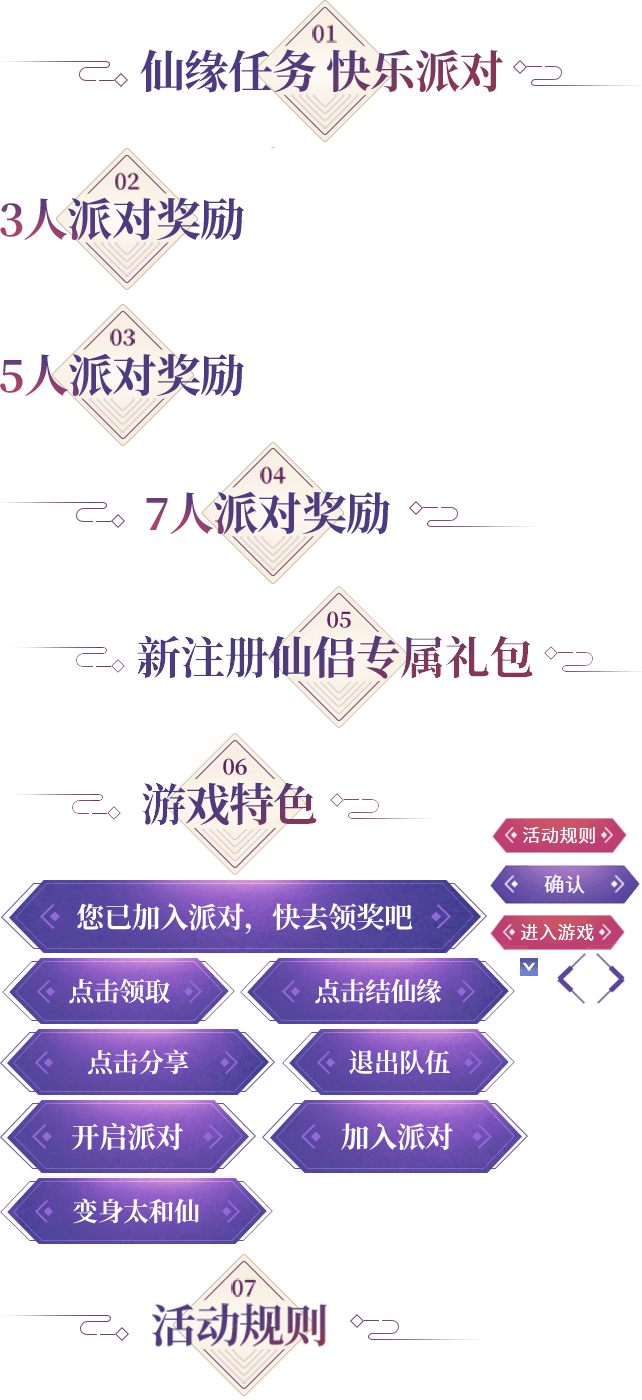 01
仙缘任务 快乐派对
02
3人派对奖励
03
5人派对奖励
04
7人派对奖励
05
新注册仙侣专属礼包
06
游戏特色
活动规则
确认
进入游戏
您已加入派对，快去领奖吧
点击领取
点击结仙缘
点击分享
退出队伍
开启派对
加入派对
变身太和仙
07
活动规则